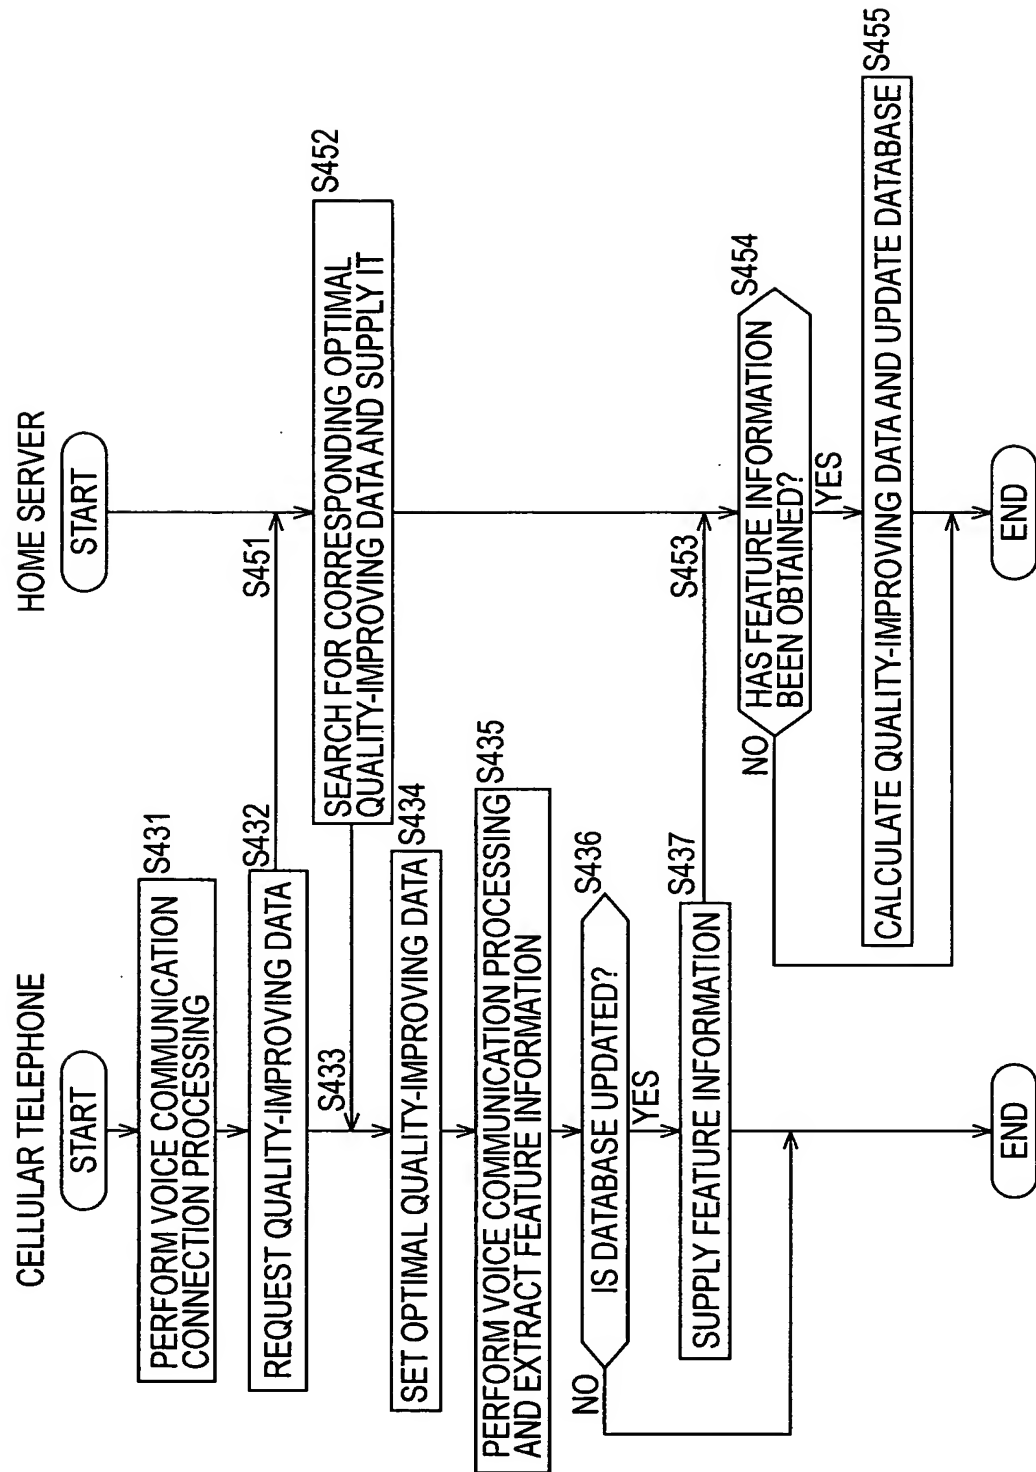 CELLULAR TELEPHONE
START
PERFORM VOICE COMMUNICATION
CONNECTION PROCESSING
S431
REQUEST QUALITY-IMPROVING DATA
S432
S433
SET OPTIMAL QUALITY-IMPROVING DATA
S434
PERFORM VOICE COMMUNICATION PROCESSING
AND EXTRACT FEATURE INFORMATION
S435
IS DATABASE UPDATED?
S436
NO
YES
SUPPLY FEATURE INFORMATION
S437
END
HOME SERVER
START
S451
SEARCH FOR CORRESPONDING OPTIMAL
QUALITY-IMPROVING DATA AND SUPPLY IT
S452
S453
HAS FEATURE INFORMATION
BEEN OBTAINED?
S454
NO
YES
CALCULATE QUALITY-IMPROVING DATA AND UPDATE DATABASE
S455
END